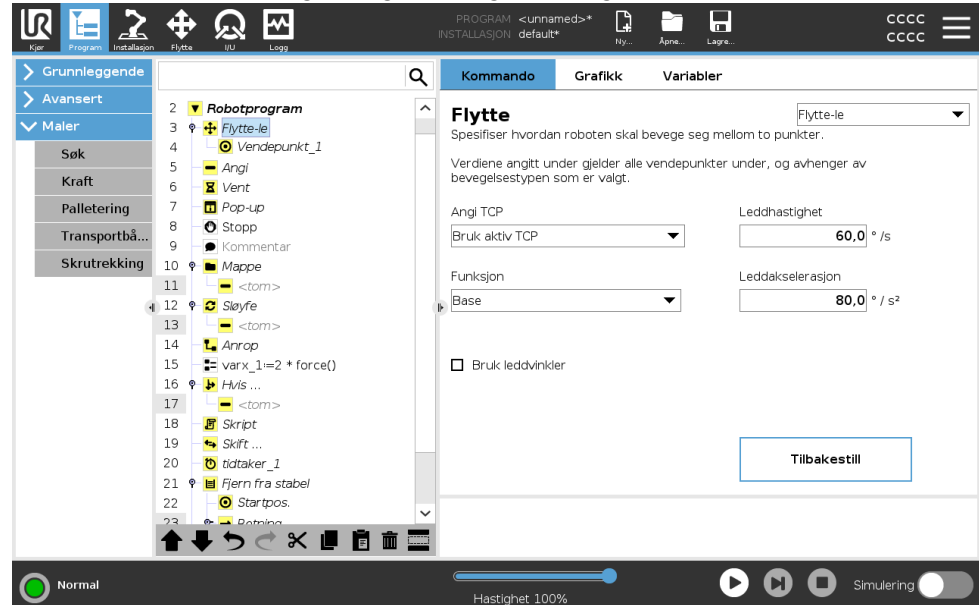 PROGRAM <unnamed>*
INSTALLASJON default*
CCCC
CCCC
Kjør
Program
Installasjon
Flytte
I/U
Logg
Ny...
Åpne...
Lagre...
Grunnleggende
Avansert
Maler
Søk
Kraft
Palletering
Transportbå...
Skrutrekking
2 Robotprogram
3 Flytte-le
4 Vendepunkt_1
5 Angi
6 Vent
7 Pop-up
8 Stopp
9 Kommentar
10 Mappe
11 <tom>
12 Sløyfe
13 <tom>
14 Anrop
15 varx_1:=2 * force()
16 Hvis ...
17 <tom>
18 Skript
19 Skift ...
20 tidtaker_1
21 Fjern fra stabel
22 Startpos.
23 Retning
Kommando
Grafikk
Variabler
Flytte
Flytte-le
Spesifiser hvordan roboten skal bevege seg mellom to punkter.
Verdiene angitt under gjelder alle vendepunkter under, og avhenger av
bevegelsestypen som er valgt.
Angi TCP
Leddhastighet
Bruk aktiv TCP
60,0 ° /s
Funksjon
Leddakselerasjon
Base
80,0 ° / s²
Bruk leddvinkler
Tilbakestill
Normal
Hastighet 100%
Simulering